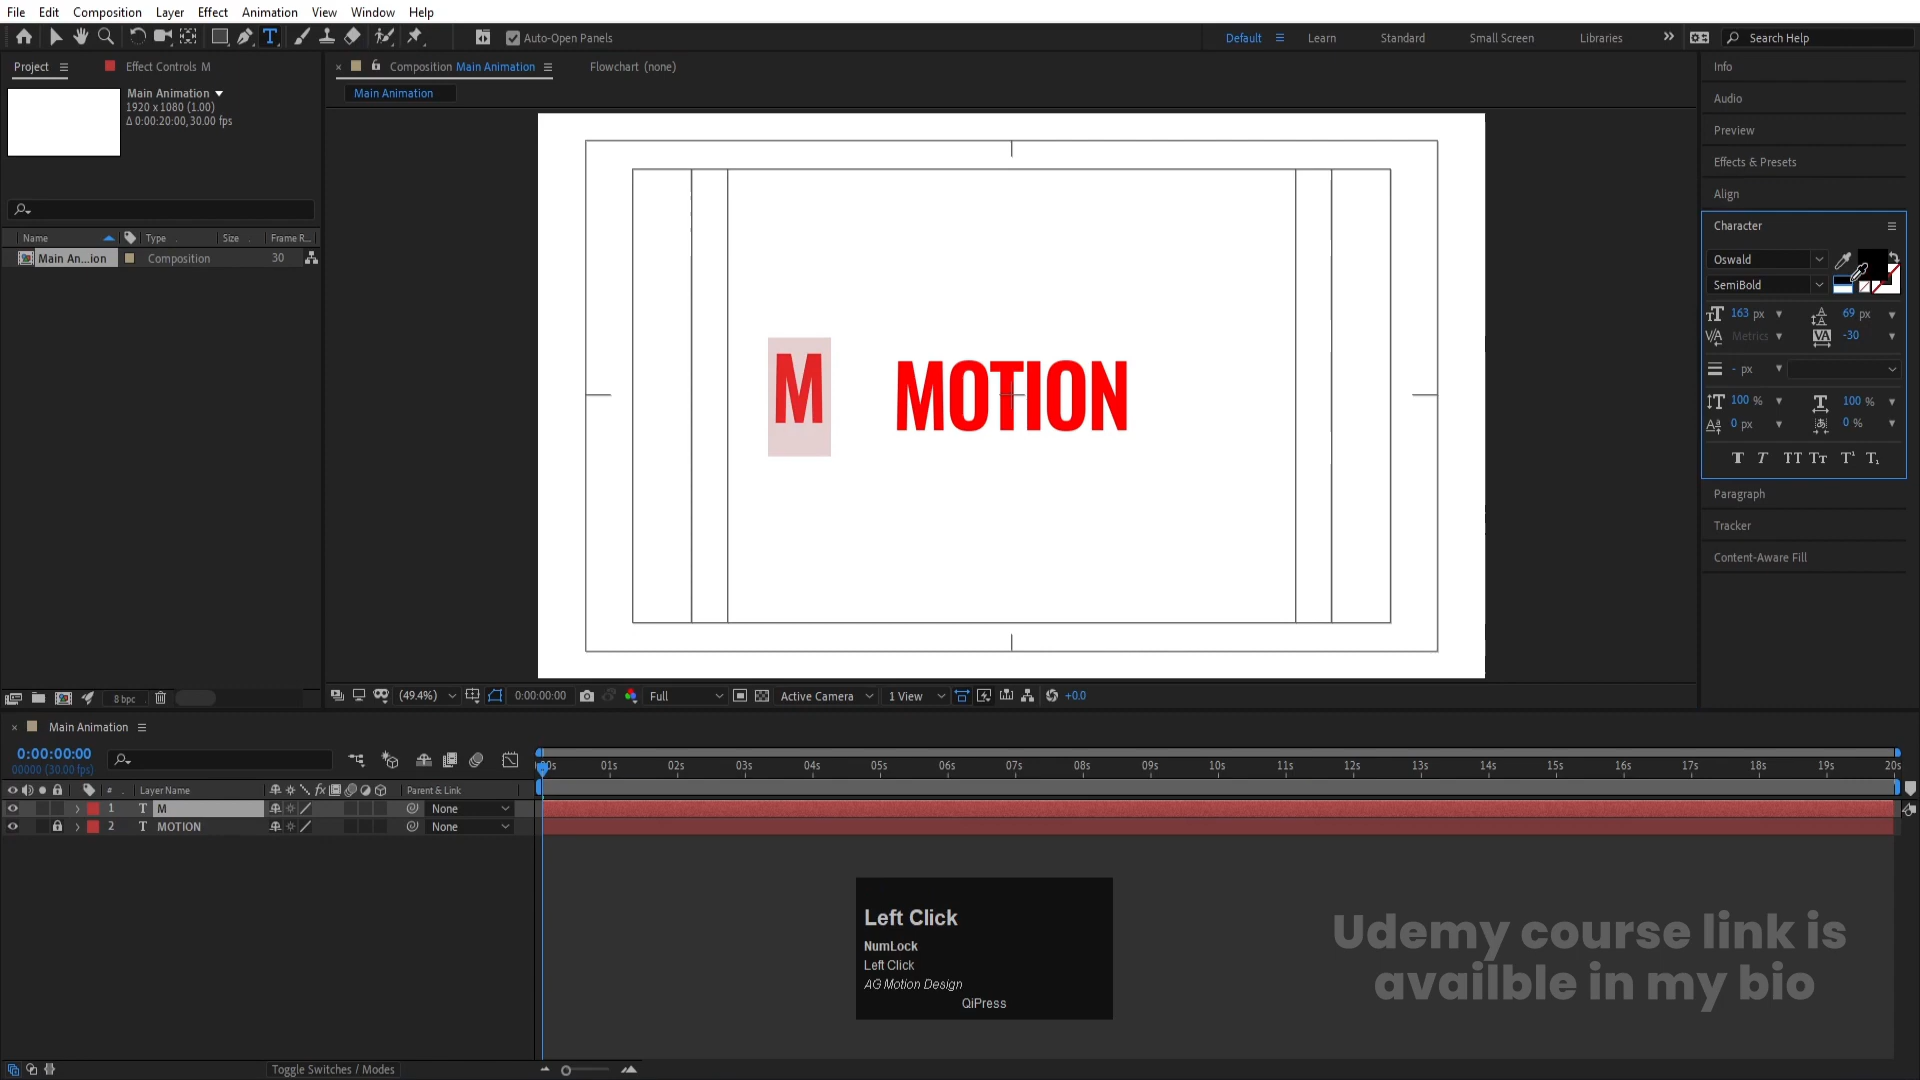 File Edit Composition Layer Effect Animation View Window Help
Auto-Open Panels
Default Learn Standard Small Screen Libraries Search Help
Project Effect Controls M
Composition Main Animation Flowchart (none)
Main Animation
Main Animation
1920 x 1080 (1.00)
Δ 0:00:20:00, 30.00 fps
Name Type Size Frame R...
Main An...ion Composition 30
M MOTION
Info
Audio
Preview
Effects & Presets
Align
Character
Oswald
SemiBold
163 px 69 px
Metrics -30
- px
100 % 100 %
0 px 0 %
Paragraph
Tracker
Content-Aware Fill
8 bpc
(49.4%) 0:00:00:00 Full Active Camera 1 View +0.0
Main Animation
0:00:00:00
00000 (30.00 fps)
# Layer Name Parent & Link
1 T M None
2 T MOTION None
:00s 01s 02s 03s 04s 05s 06s 07s 08s 09s 10s 11s 12s 13s 14s 15s 16s 17s 18s 19s 20s
Left Click
NumLock
Left Click
AG Motion Design
QiPress
Udemy course link is
availble in my bio
Toggle Switches / Modes